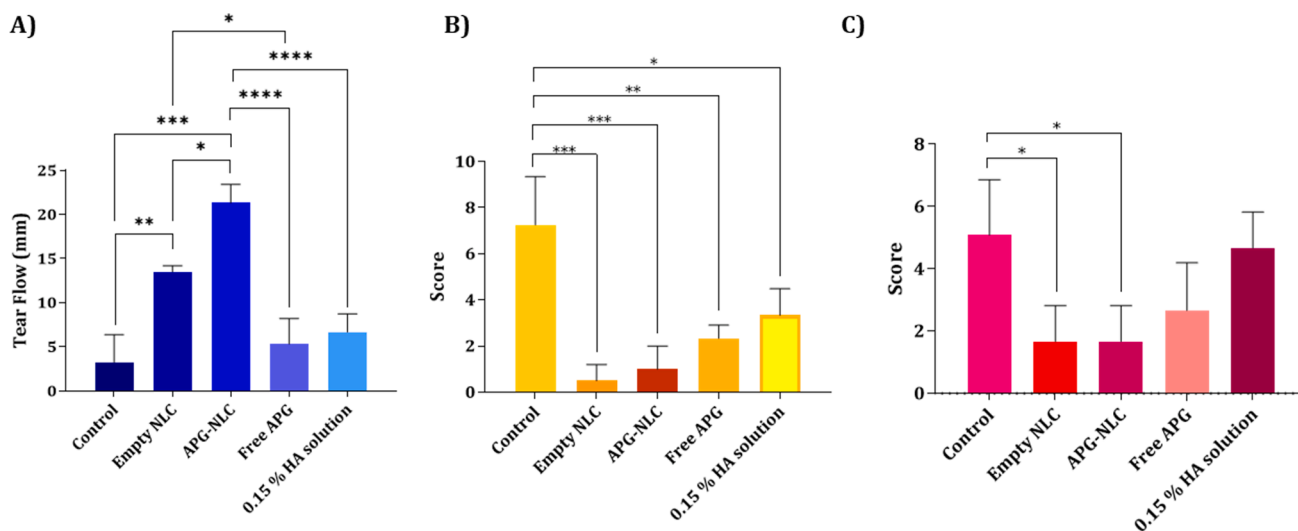 A)
*
****
****
***
*
**
25
20
15
10
5
0
Tear Flow (mm)
Control
Empty NLC
APG-NLC
Free APG
0.15 % HA solution
B)
*
**
***
***
10
8
6
4
2
0
Score
Control
Empty NLC
APG-NLC
Free APG
0.15 % HA solution
C)
*
*
8
6
4
2
0
Score
Control
Empty NLC
APG-NLC
Free APG
0.15 % HA solution